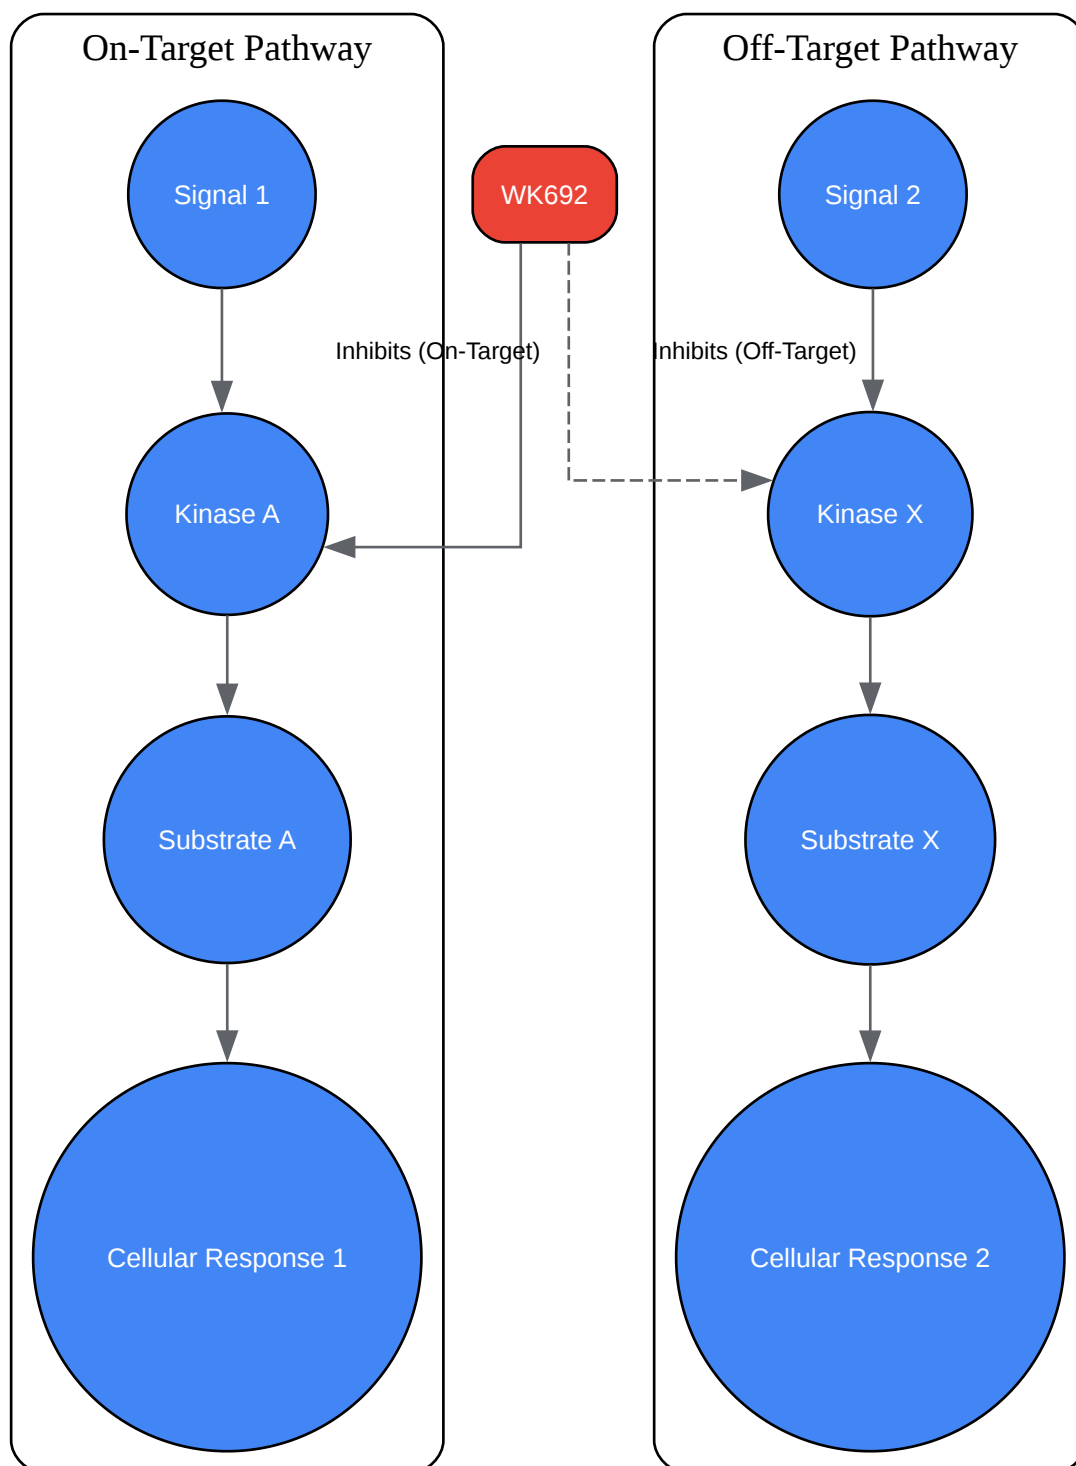 On-Target Pathway
Off-Target Pathway
Signal 1
WK692
Signal 2
Inhibits (On-Target)
Inhibits (Off-Target)
Kinase A
Kinase X
Substrate A
Substrate X
Cellular Response 1
Cellular Response 2